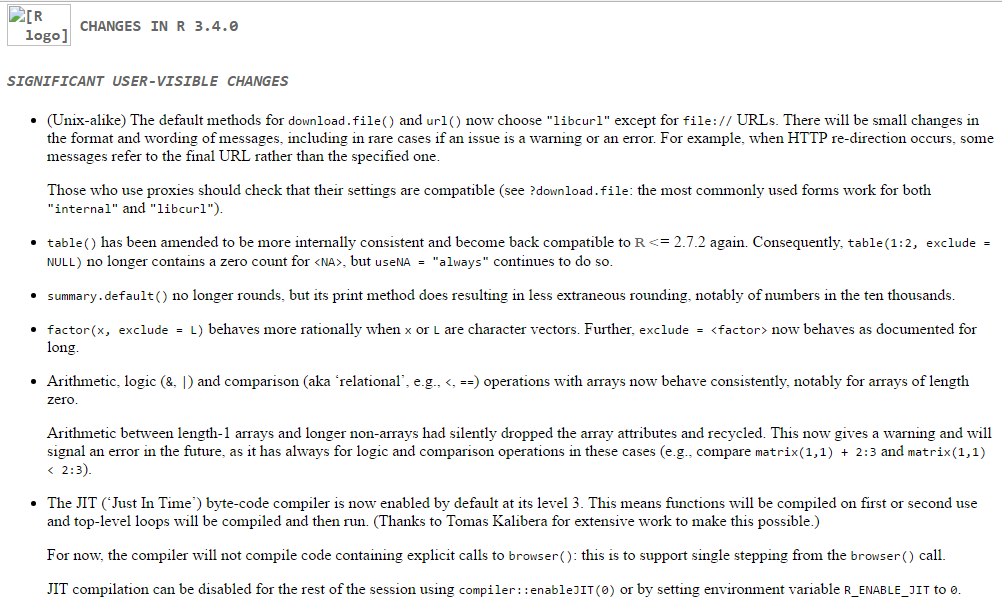 [R
logo] CHANGES IN R 3.4.0
SIGNIFICANT USER-VISIBLE CHANGES
• (Unix-alike) The default methods for download.file() and url() now choose "libcurl" except for file:// URLs. There will be small changes in
the format and wording of messages, including in rare cases if an issue is a warning or an error. For example, when HTTP re-direction occurs, some
messages refer to the final URL rather than the specified one.
Those who use proxies should check that their settings are compatible (see ?download.file: the most commonly used forms work for both
"internal" and "libcurl").
• table() has been amended to be more internally consistent and become back compatible to R <= 2.7.2 again. Consequently, table(1:2, exclude =
NULL) no longer contains a zero count for <NA>, but useNA = "always" continues to do so.
• summary.default() no longer rounds, but its print method does resulting in less extraneous rounding, notably of numbers in the ten thousands.
• factor(x, exclude = L) behaves more rationally when x or L are character vectors. Further, exclude = <factor> now behaves as documented for
long.
• Arithmetic, logic (&, |) and comparison (aka ‘relational’, e.g., <, ==) operations with arrays now behave consistently, notably for arrays of length
zero.
Arithmetic between length-1 arrays and longer non-arrays had silently dropped the array attributes and recycled. This now gives a warning and will
signal an error in the future, as it has always for logic and comparison operations in these cases (e.g., compare matrix(1,1) + 2:3 and matrix(1,1)
< 2:3).
• The JIT (‘Just In Time’) byte-code compiler is now enabled by default at its level 3. This means functions will be compiled on first or second use
and top-level loops will be compiled and then run. (Thanks to Tomas Kalibera for extensive work to make this possible.)
For now, the compiler will not compile code containing explicit calls to browser(): this is to support single stepping from the browser() call.
JIT compilation can be disabled for the rest of the session using compiler::enableJIT(0) or by setting environment variable R_ENABLE_JIT to 0.